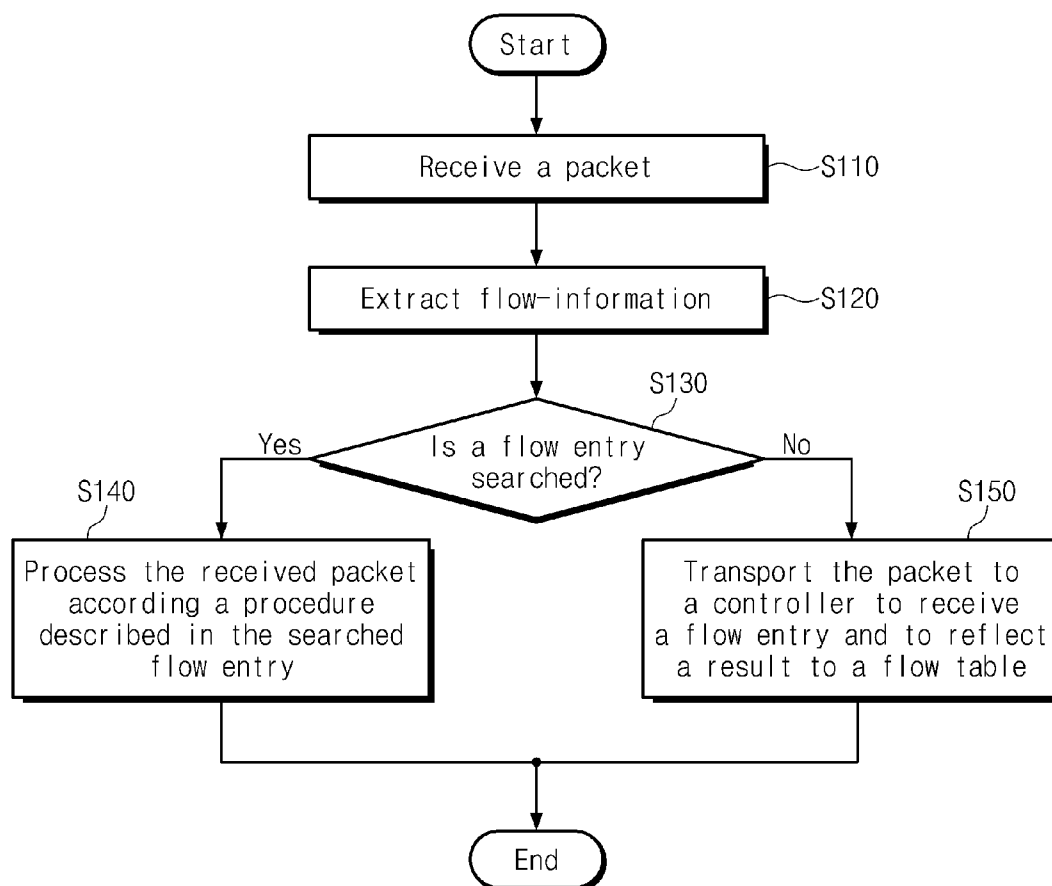 Start
Receive a packet
S110
Extract flow-information
S120
S130
Is a flow entry
searched?
Yes
No
S140
Process the received packet
according a procedure
described in the searched
flow entry
S150
Transport the packet to
a controller to receive
a flow entry and to reflect
a result to a flow table
End